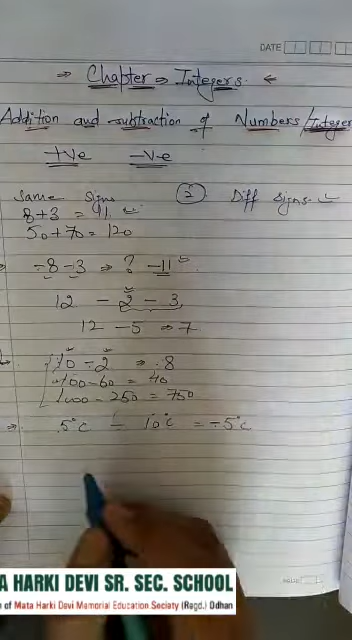 DATE
⇒ Chapter ⇒ Integers. ⇐
Addition and subtraction of Numbers/Integer
+ve -ve
Same Signs ② Diff Signs
8+3 = 11
50+70= 120
-8-3 ⇒ ? -11
12 - 2 - 3
12 - 5 ⇒ 7
10 - 2 ⇒ 8
100-60 = 40
1000 - 250 = 750
⇒ 5°c - 10°c = -5°c
A HARKI DEVI SR. SEC. SCHOOL
n of Mata Harki Devi Memorial Education Society (Regd.) Odhan